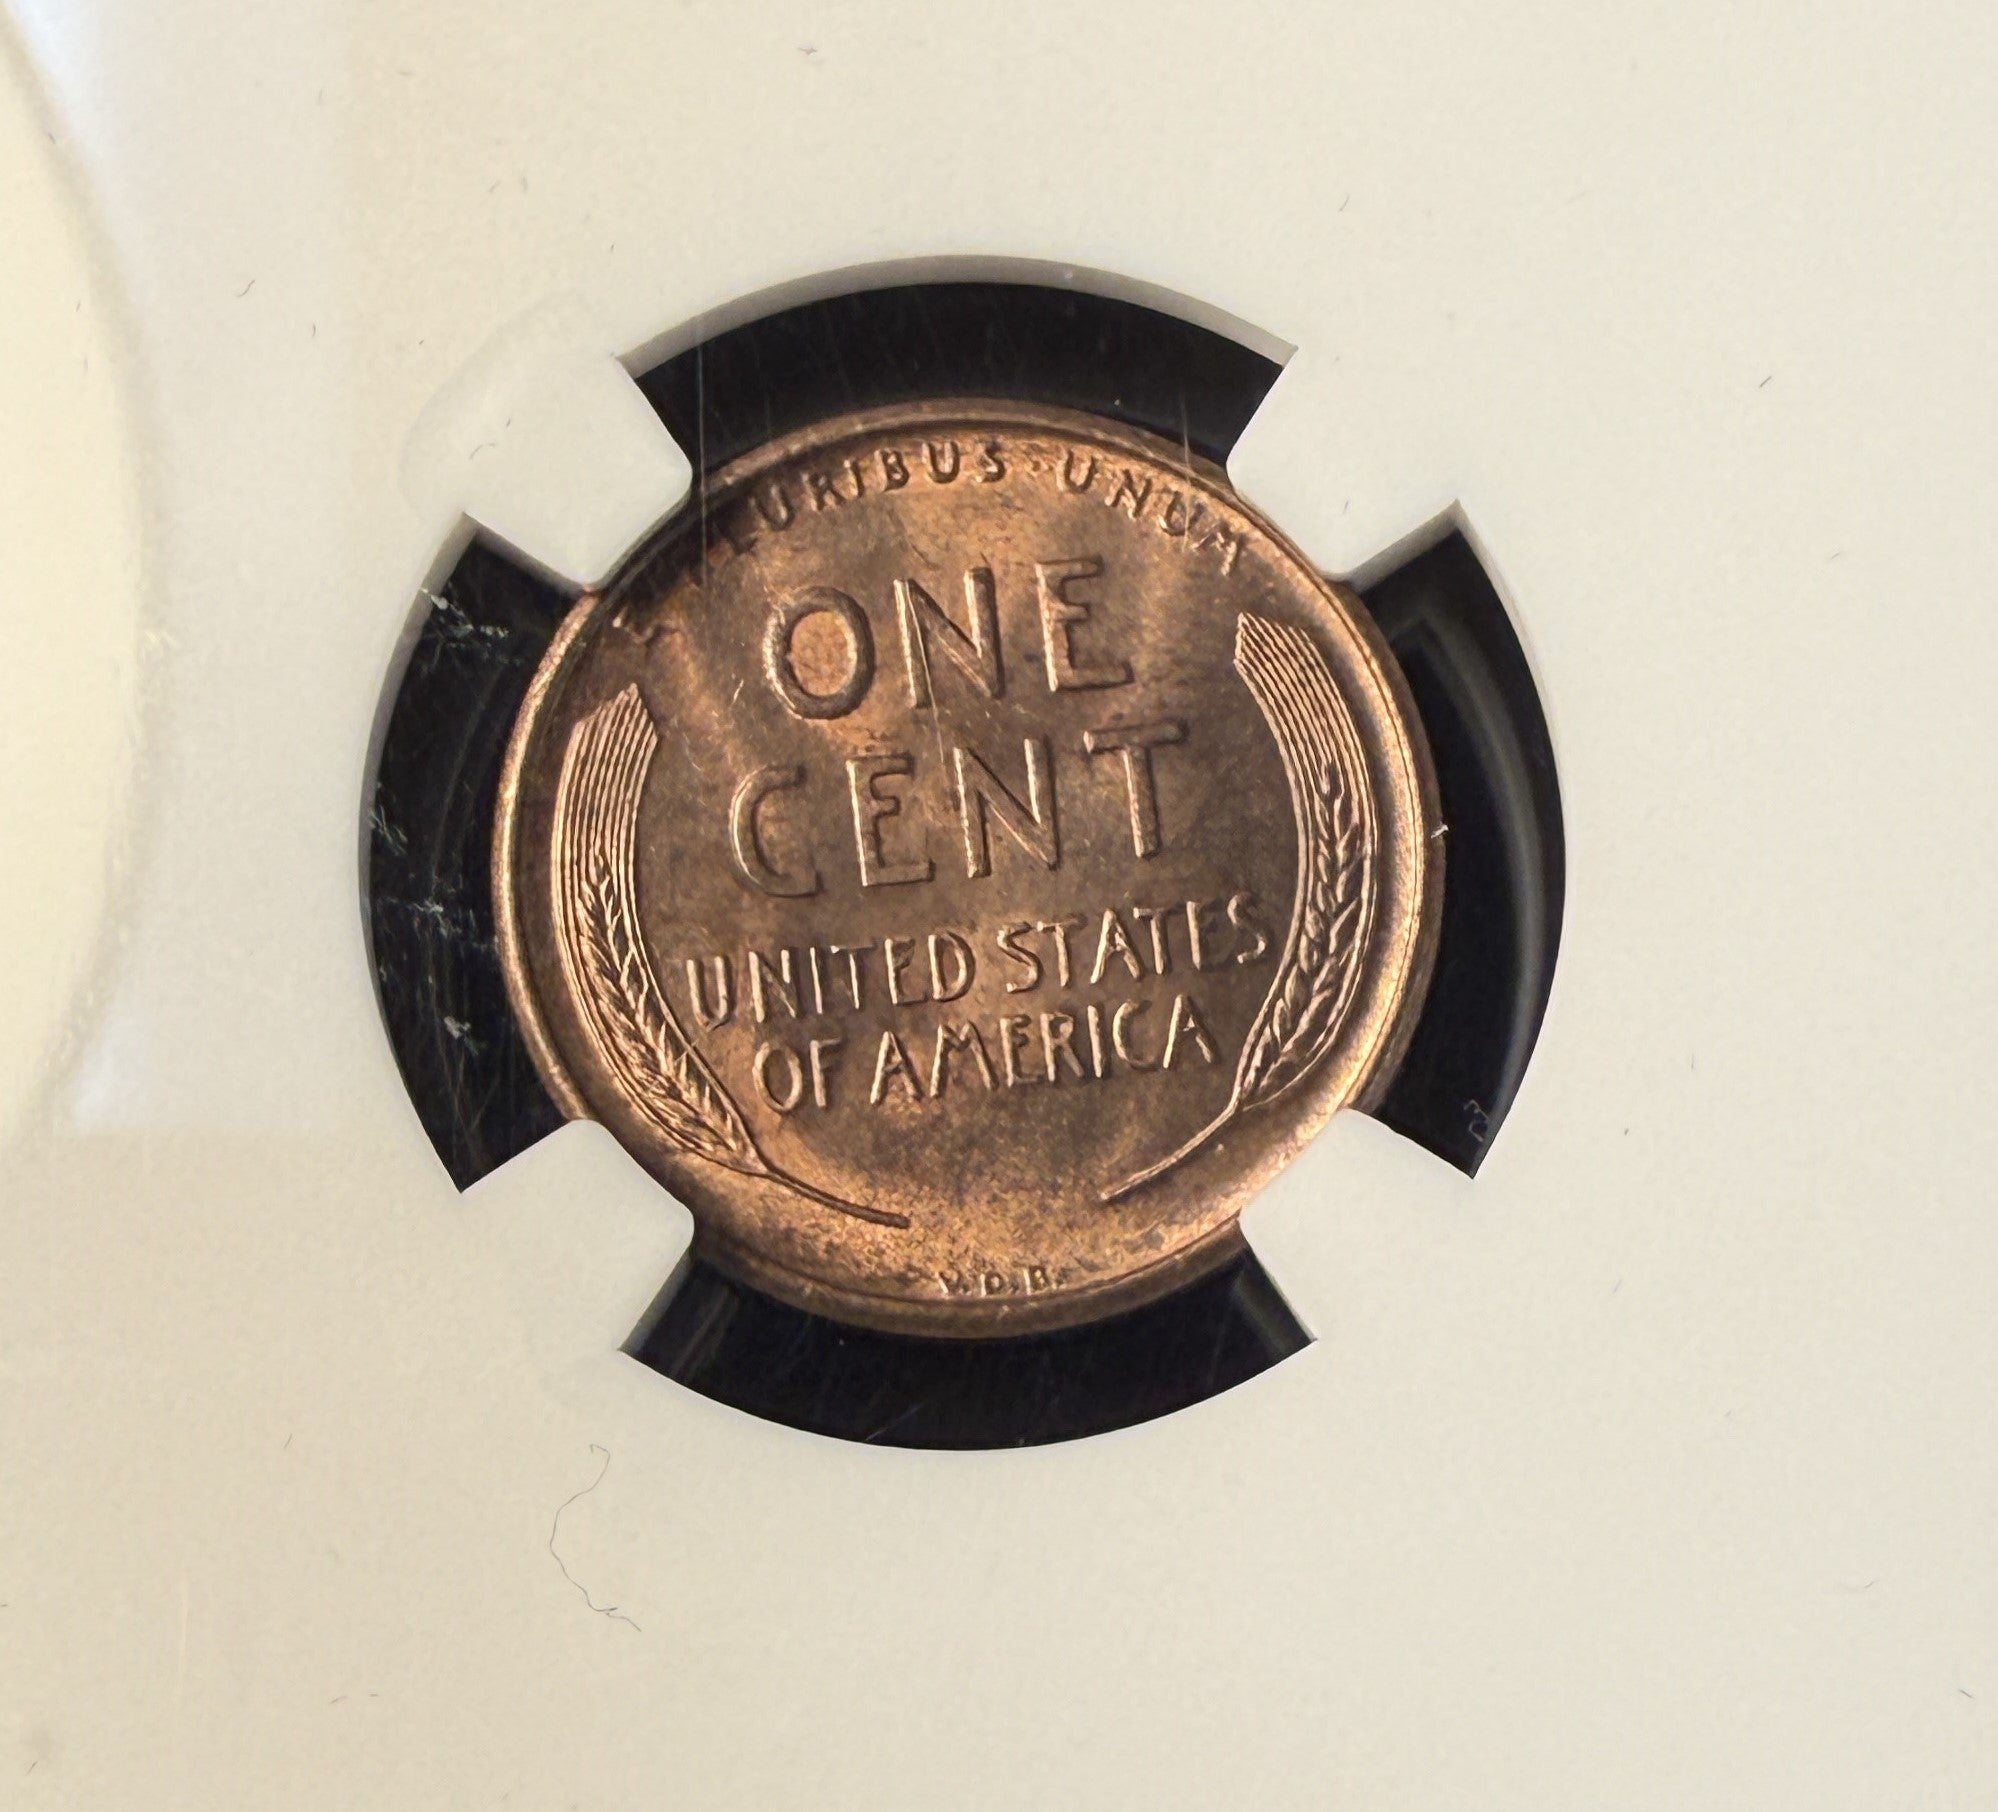 E · PLURIBUS · UNUM
ONE
CENT
UNITED STATES
OF AMERICA
V.D.B.